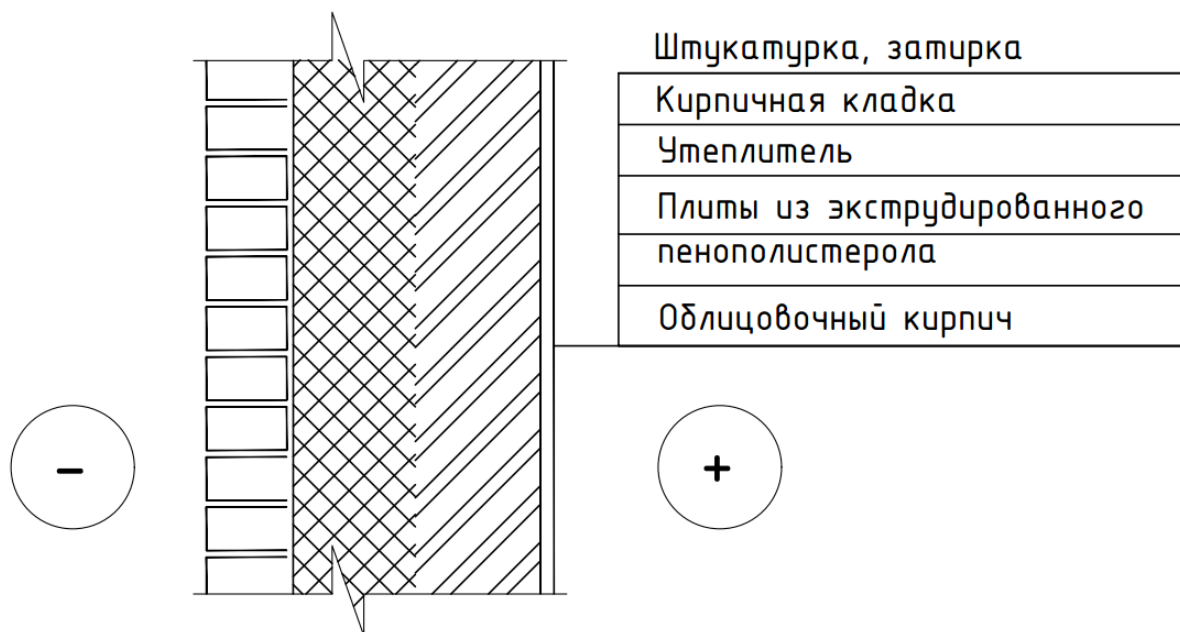 Штукатурка, затирка
Кирпичная кладка
Утеплитель
Плиты из экструдированного
пенополистерола
Облицовочный кирпич
-
+